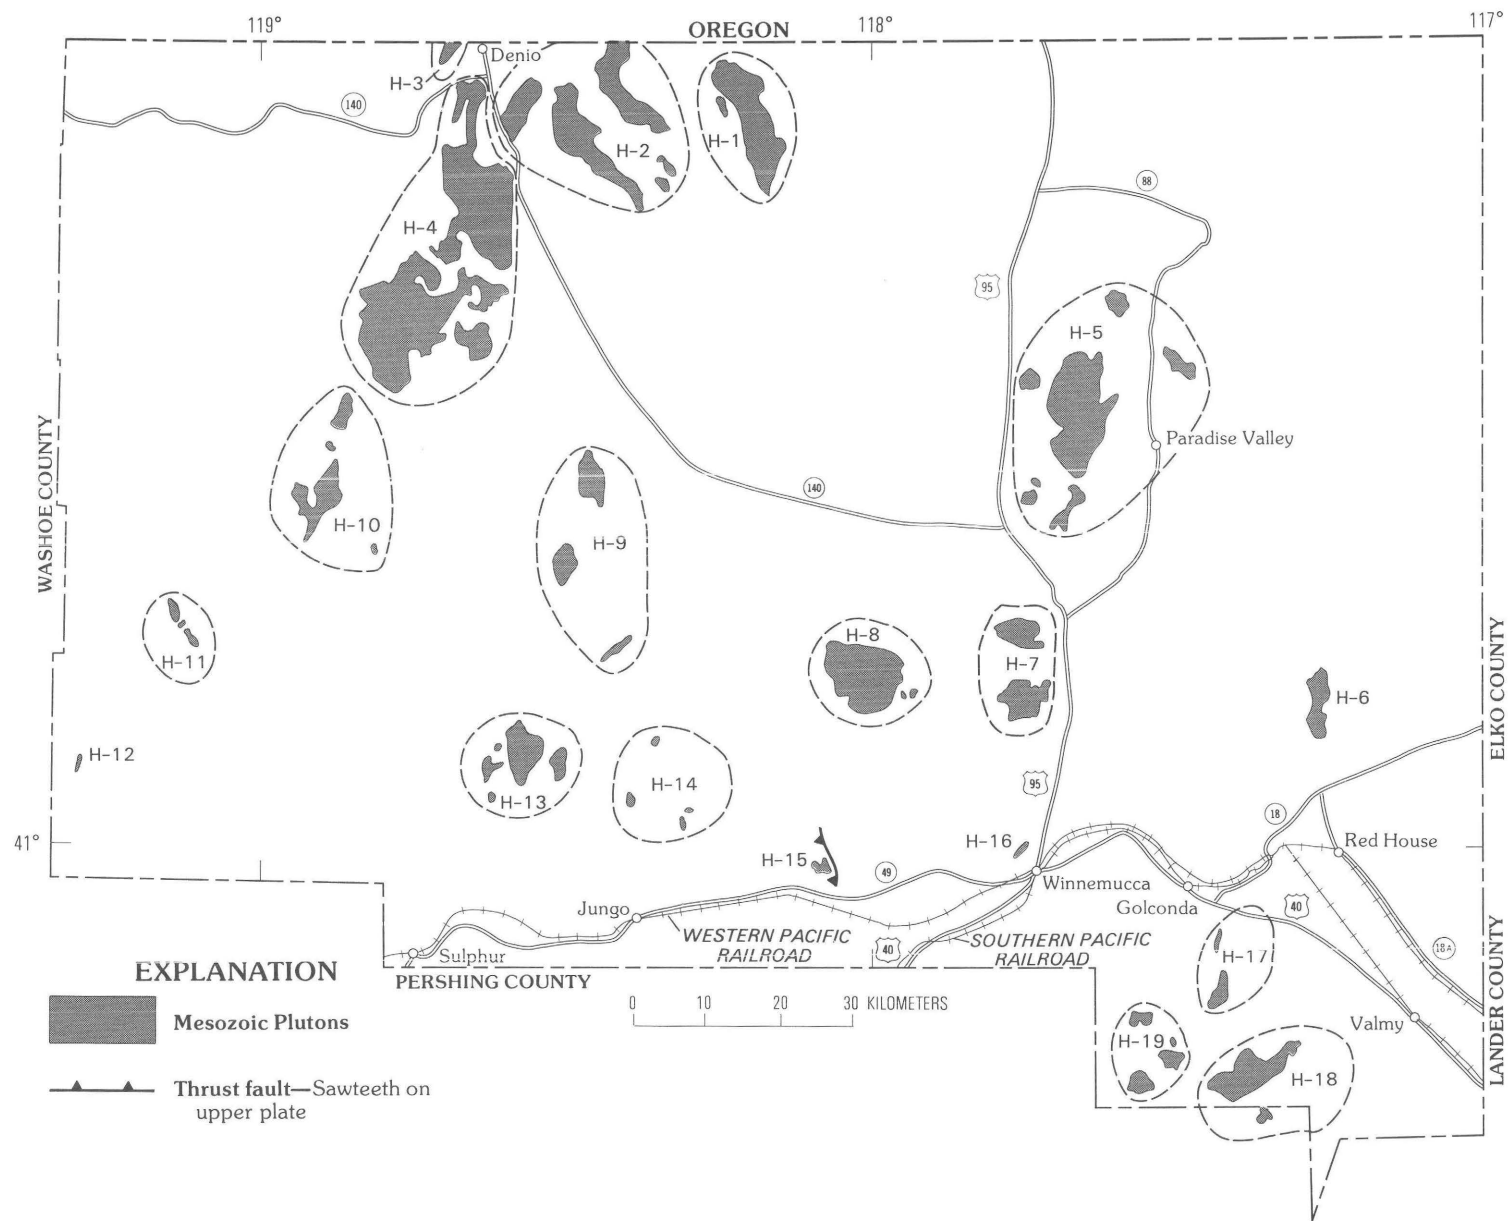 119°
118°
117°
OREGON
Denio
H-3
140
H-2
H-1
88
H-4
95
H-5
Paradise Valley
WASHOE COUNTY
140
H-10
H-9
H-11
H-8
H-7
H-6
ELKO COUNTY
H-12
H-13
H-14
95
41°
H-15
49
H-16
18
Red House
Winnemucca
Golconda
40
Jungo
WESTERN PACIFIC
RAILROAD
40
SOUTHERN PACIFIC
RAILROAD
18A
H-17
Sulphur
PERSHING COUNTY
LANDER COUNTY
Valmy
H-19
H-18
0 10 20 30 KILOMETERS
EXPLANATION
Mesozoic Plutons
Thrust fault—Sawteeth on
upper plate